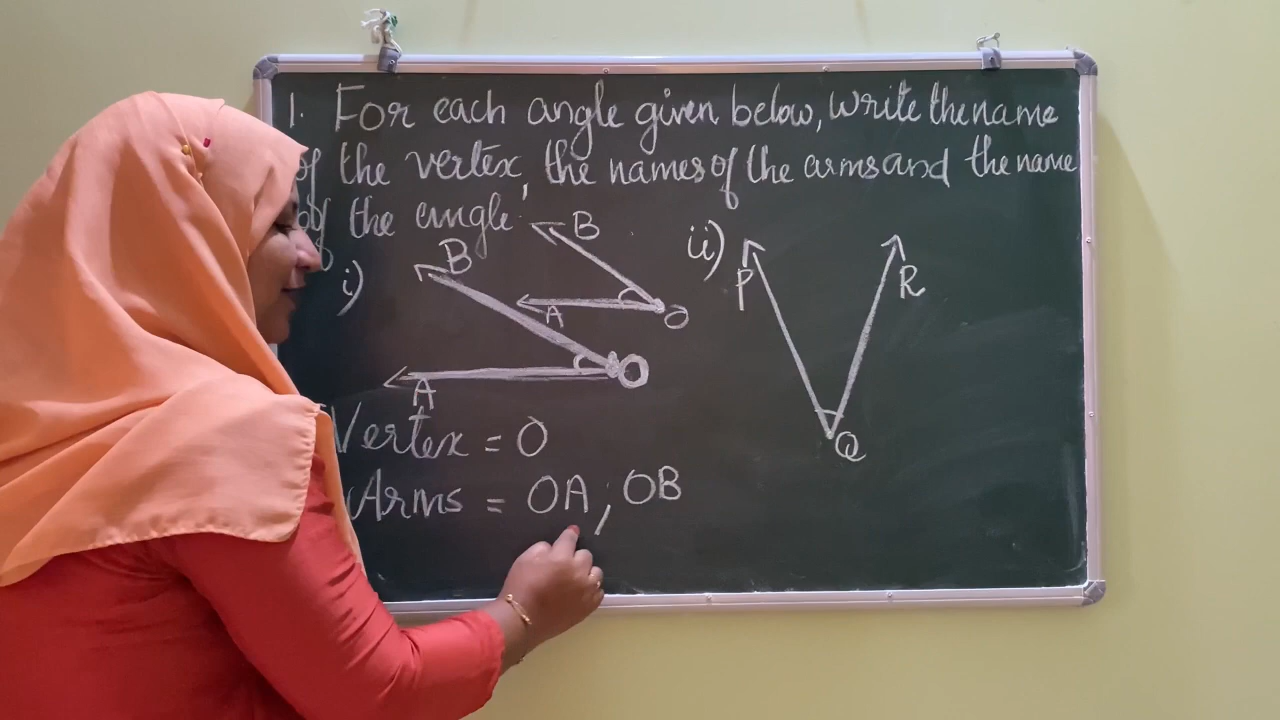 1. For each angle given below, write the name
of the vertex, the names of the arms and the name
of the angle.
i)
B
A
O
B
A
O
ii)
P
R
Q
Vertex = O
Arms = OA, OB